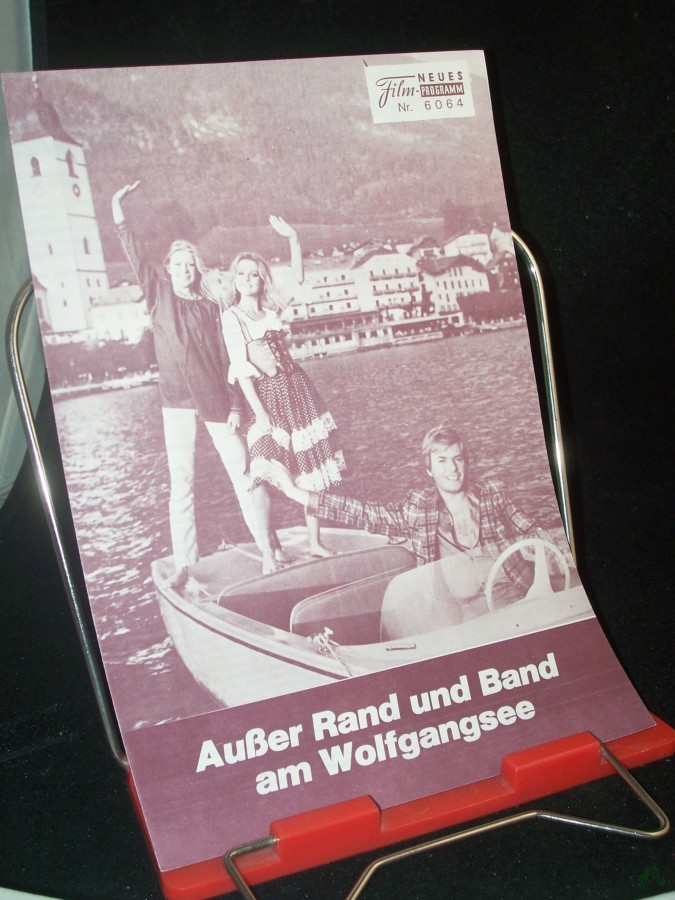 NEUES
Film-PROGRAMM
Nr. 6064
Außer Rand und Band
am Wolfgangsee